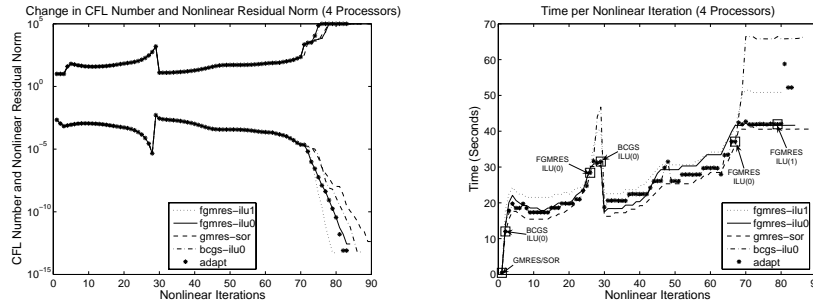 Change in CFL Number and Nonlinear Residual Norm (4 Processors)
CFL Number and Nonlinear Residual Norm
10^5
10^0
10^-5
10^-10
10^-15
fgmres-ilu1
fgmres-ilu0
gmres-sor
bcgs-ilu0
adapt
0 10 20 30 40 50 60 70 80 90
Nonlinear Iterations
Time per Nonlinear Iteration (4 Processors)
Time (Seconds)
70
60
50
40
30
20
10
0
FGMRES
ILU(0)
BCGS
ILU(0)
FGMRES
ILU(1)
FGMRES
ILU(0)
BCGS
ILU(0)
GMRES/SOR
fgmres-ilu1
fgmres-ilu0
gmres-sor
bcgs-ilu0
adapt
0 10 20 30 40 50 60 70 80 90
Nonlinear Iterations